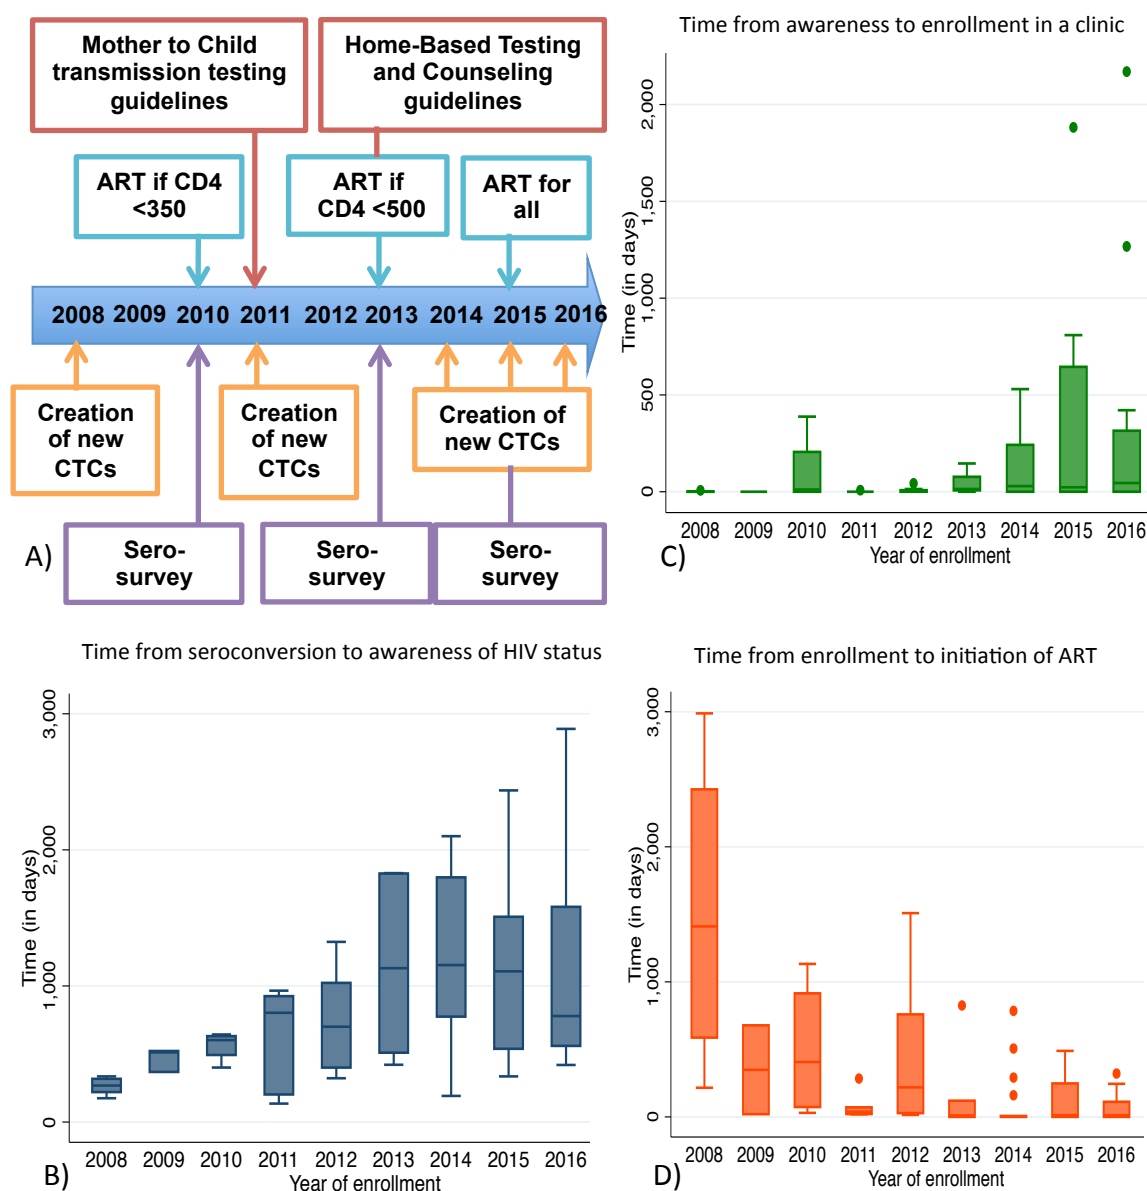 Mother to Child
transmission testing
guidelines
Home-Based Testing
and Counseling
guidelines
ART if CD4
<350
ART if
CD4 <500
ART for
all
2008 2009 2010 2011 2012 2013 2014 2015 2016
Creation
of new
CTCs
Creation
of new
CTCs
Creation of
new CTCs
A)
Sero-
survey
Sero-
survey
Sero-
survey
Time from awareness to enrollment in a clinic
Time (in days)
2,000
1,500
1,000
500
0
2008 2009 2010 2011 2012 2013 2014 2015 2016
Year of enrollment
C)
Time from seroconversion to awareness of HIV status
Time (in days)
3,000
2,000
1,000
0
2008 2009 2010 2011 2012 2013 2014 2015 2016
Year of enrollment
B)
Time from enrollment to initiation of ART
Time (in days)
3,000
2,000
1,000
0
2008 2009 2010 2011 2012 2013 2014 2015 2016
Year of enrollment
D)